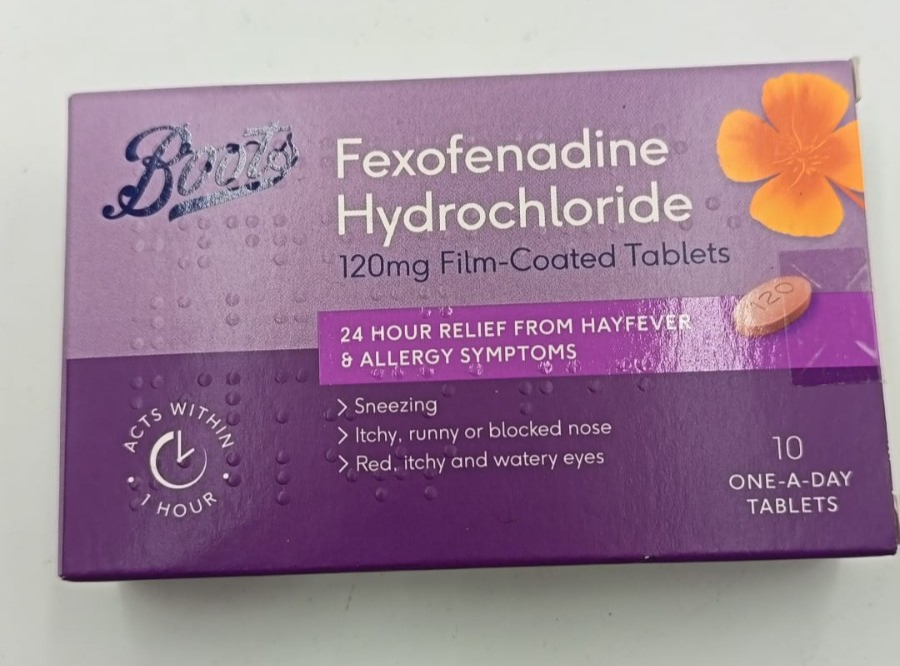 Boots
Fexofenadine
Hydrochloride
120mg Film-Coated Tablets
24 HOUR RELIEF FROM HAYFEVER
& ALLERGY SYMPTOMS
120
> Sneezing
> Itchy, runny or blocked nose
> Red, itchy and watery eyes
ACTS WITHIN
1 HOUR
10
ONE-A-DAY
TABLETS